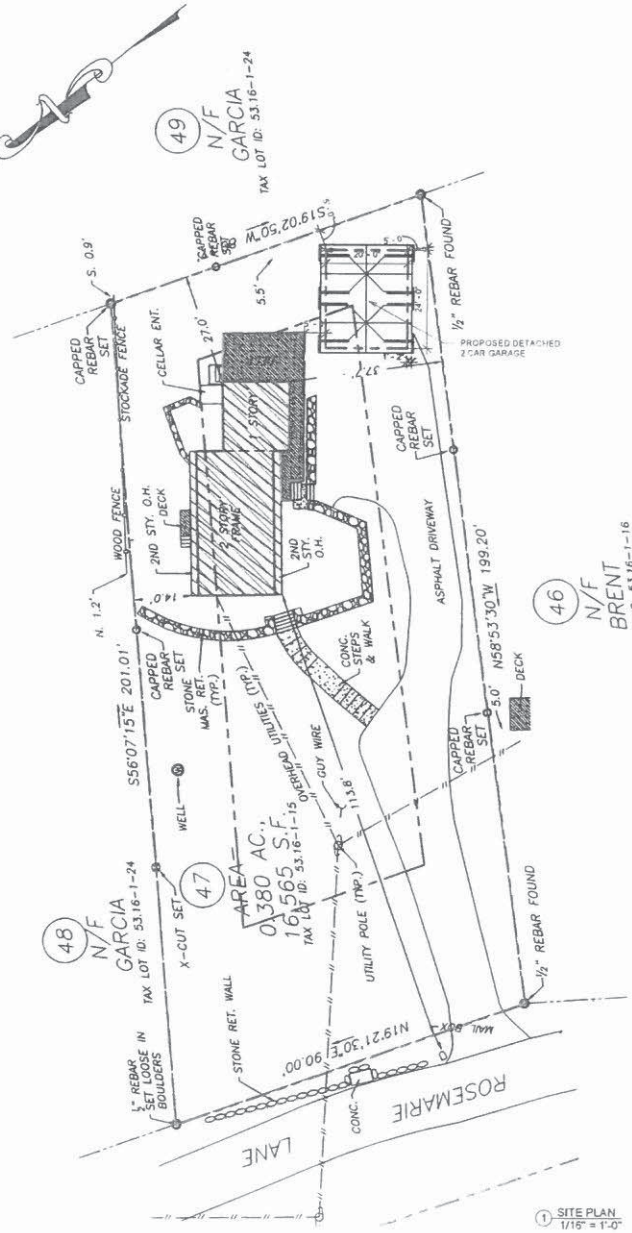 49
N/F
GARCIA
TAX LOT ID: 53.16-1-24
S. 0.9'
CAPPED
REBAR
SET
STOCKADE FENCE
CAPPED
REBAR
S19°02'50"W
5.5'
27.0'
CELLAR ENT.
1 STORY
2 STORY
FRAME
2ND STY. O.H.
DECK
2ND STY.
O.H.
WOOD FENCE
N. 1.2'
14.0'
CAPPED
REBAR
SET
STONE
MAS. RET.
(TYP.)
S56°07'15"E 201.01'
1/2" REBAR FOUND
PROPOSED DETACHED
2 CAR GARAGE
37.7'
CAPPED
REBAR
SET
ASPHALT DRIVEWAY
N58°53'30"W 199.20'
46
N/F
BRENT
53.16-1-16
5.0'
DECK
CAPPED
REBAR
SET
CONC.
STEPS
& WALK
OVERHEAD UTILITIES (TYP.)
GUY WIRE
113.8'
WELL
X-CUT SET
47
AREA
0.380 AC.,
16,565 S.F.
TAX LOT ID: 53.16-1-15
UTILITY POLE (TYP.)
48
N/F
GARCIA
TAX LOT ID: 53.16-1-24
1/2" REBAR
SET LOOSE IN
BOULDERS
STONE RET. WALL
N19°21'30"E 90.00'
MAIL BOX
1/2" REBAR FOUND
CONC.
ROSEMARIE
LANE
1 SITE PLAN
1/16" = 1'-0"